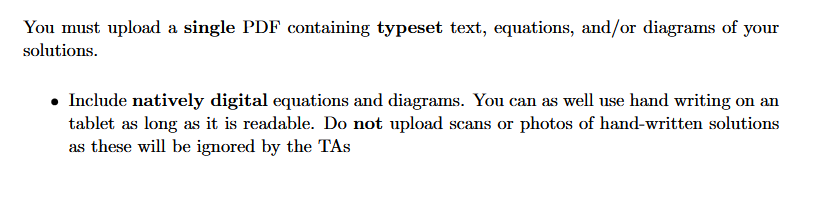 You must upload a single PDF containing typeset text, equations, and/or diagrams of your
solutions.
• Include natively digital equations and diagrams. You can as well use hand writing on an
tablet as long as it is readable. Do not upload scans or photos of hand-written solutions
as these will be ignored by the TAs